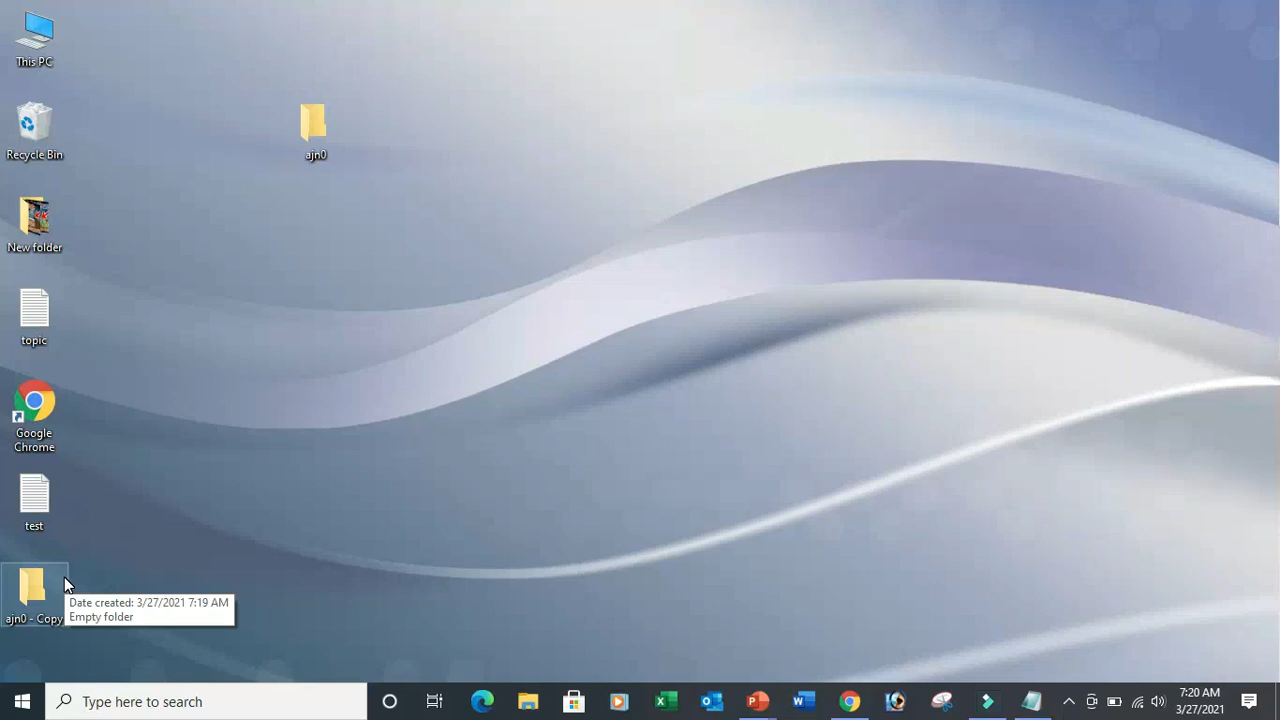 This PC
Recycle Bin
ajn0
New folder
topic
Google
Chrome
test
ajn0 - Copy
Date created: 3/27/2021 7:19 AM
Empty folder
Type here to search
7:20 AM
3/27/2021